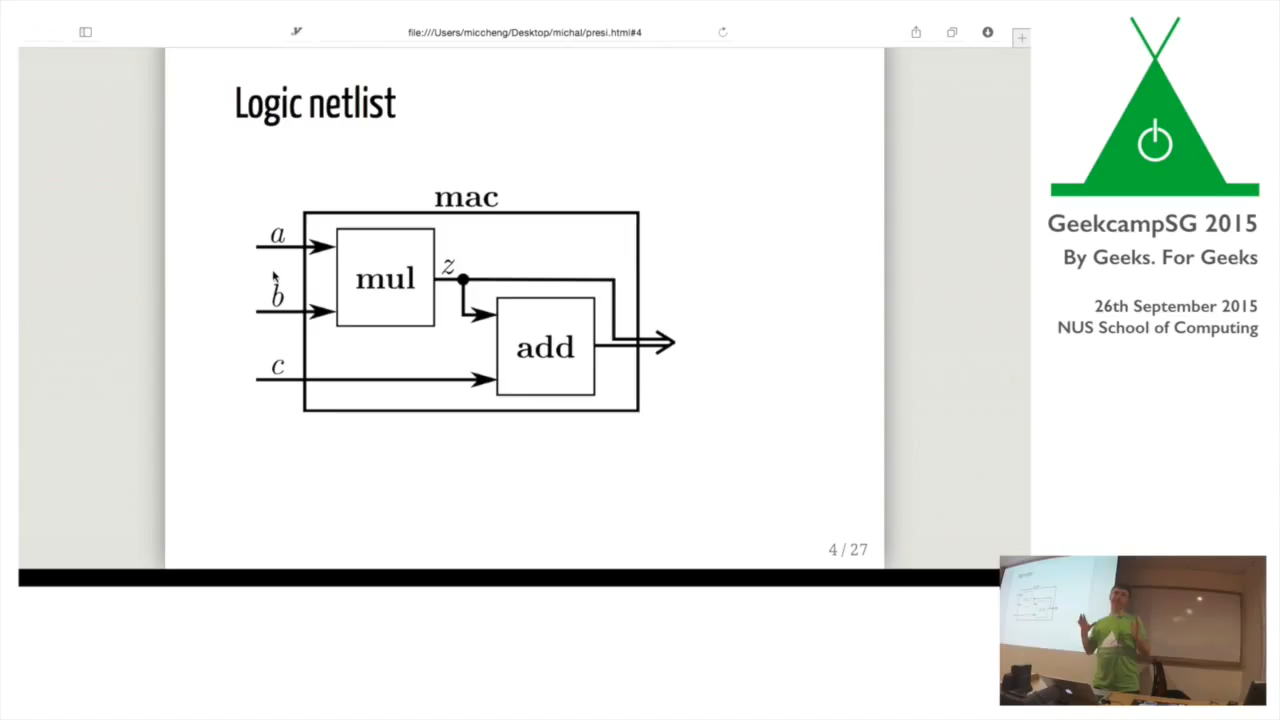 file:///Users/miccheng/Desktop/michal/presi.html#4
Logic netlist
mac
a
mul
z
b
add
c
4 / 27
GeekcampSG 2015
By Geeks. For Geeks
26th September 2015
NUS School of Computing